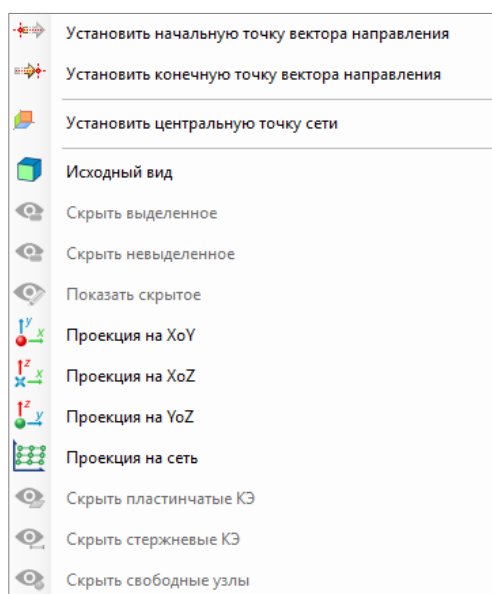 Установить начальную точку вектора направления
Установить конечную точку вектора направления
Установить центральную точку сети
Исходный вид
Скрыть выделенное
Скрыть невыделенное
Показать скрытое
y x
Проекция на XoY
z x
Проекция на XoZ
z y
Проекция на YoZ
Проекция на сеть
Скрыть пластинчатые КЭ
Скрыть стержневые КЭ
Скрыть свободные узлы